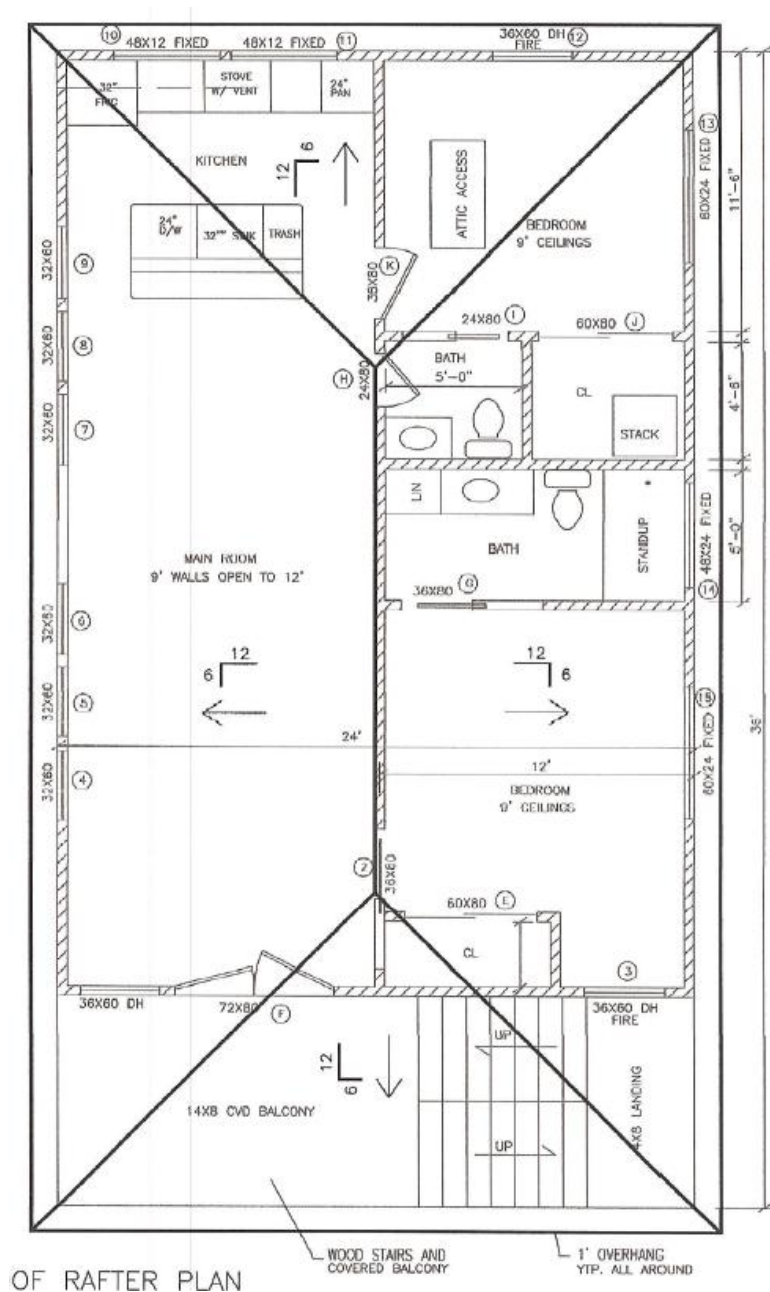 10
11
48X12 FIXED
48X12 FIXED
36X60 DH
FIRE
12
STOVE
W/ VENT
24"
PAN
32"
KITCHEN
12
6
ATTIC ACCESS
13
60X24 FIXED
11'-6"
BEDROOM
9' CEILINGS
24"
D/W
32" SINK
TRASH
K
36X80
32X60
9
24X80
I
60X80
J
32X60
8
BATH
5'-0"
H
24X80
CL
4'-6"
32X60
7
STACK
LIN
BATH
STANDUP
48X24 FIXED
5'-0"
14
MAIN ROOM
9' WALLS OPEN TO 12'
36X80
G
32X60
6
12
6
12
6
32X60
5
15
60X24 FIXED
24'
12'
32X60
4
BEDROOM
9' CEILINGS
2
36X80
60X80
E
CL
3
36X60 DH
72X80
F
36X60 DH
FIRE
12
6
UP
14X8 CVD BALCONY
4X8 LANDING
UP
WOOD STAIRS AND
COVERED BALCONY
1' OVERHANG
YTP. ALL AROUND
OF RAFTER PLAN